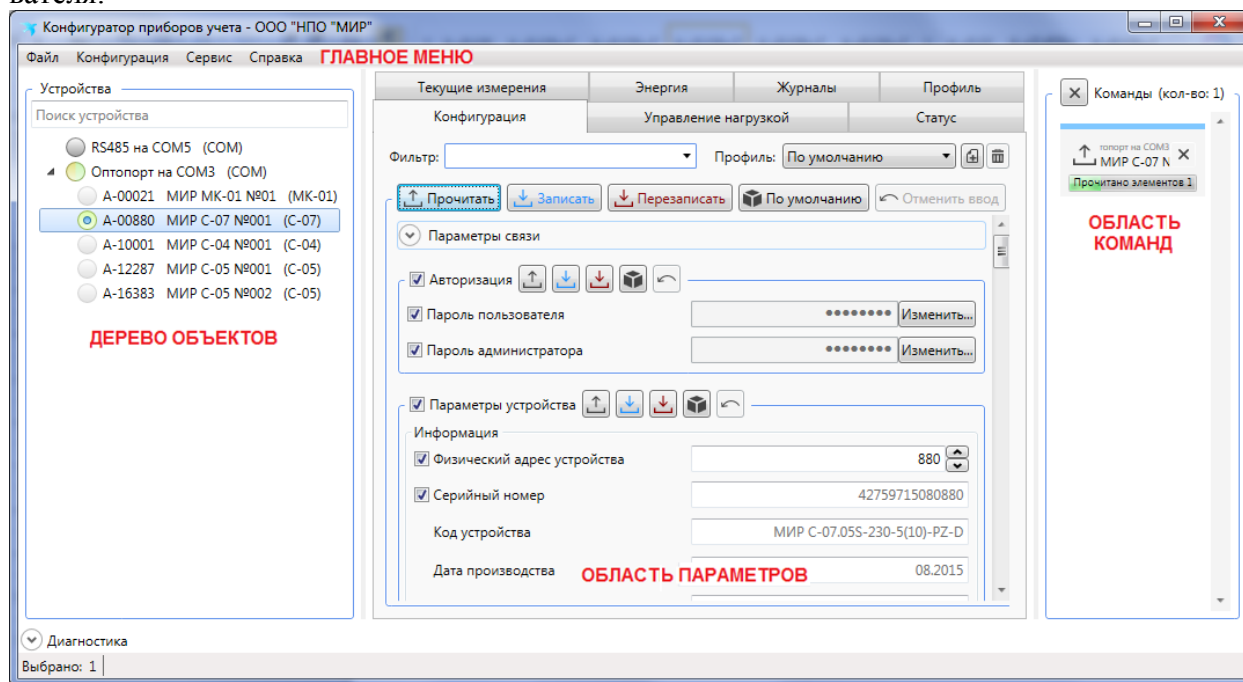 вателя.
Конфигуратор приборов учета - ООО "НПО "МИР"
Файл Конфигурация Сервис Справка ГЛАВНОЕ МЕНЮ
Устройства
Поиск устройства
RS485 на COM5 (COM)
Оптопорт на COM3 (COM)
A-00021 МИР МК-01 №01 (МК-01)
A-00880 МИР С-07 №001 (С-07)
A-10001 МИР С-04 №001 (С-04)
A-12287 МИР С-05 №001 (С-05)
A-16383 МИР С-05 №002 (С-05)
ДЕРЕВО ОБЪЕКТОВ
Текущие измерения Энергия Журналы Профиль
Конфигурация Управление нагрузкой Статус
Фильтр: Профиль: По умолчанию
Прочитать Записать Перезаписать По умолчанию Отменить ввод
Параметры связи
Авторизация
Пароль пользователя Изменить...
Пароль администратора Изменить...
Параметры устройства
Информация
Физический адрес устройства 880
Серийный номер 42759715080880
Код устройства МИР С-07.05S-230-5(10)-PZ-D
Дата производства 08.2015
ОБЛАСТЬ ПАРАМЕТРОВ
Команды (кол-во: 1)
топорт на COM3
МИР С-07 N
Прочитано элементов 1
ОБЛАСТЬ
КОМАНД
Диагностика
Выбрано: 1